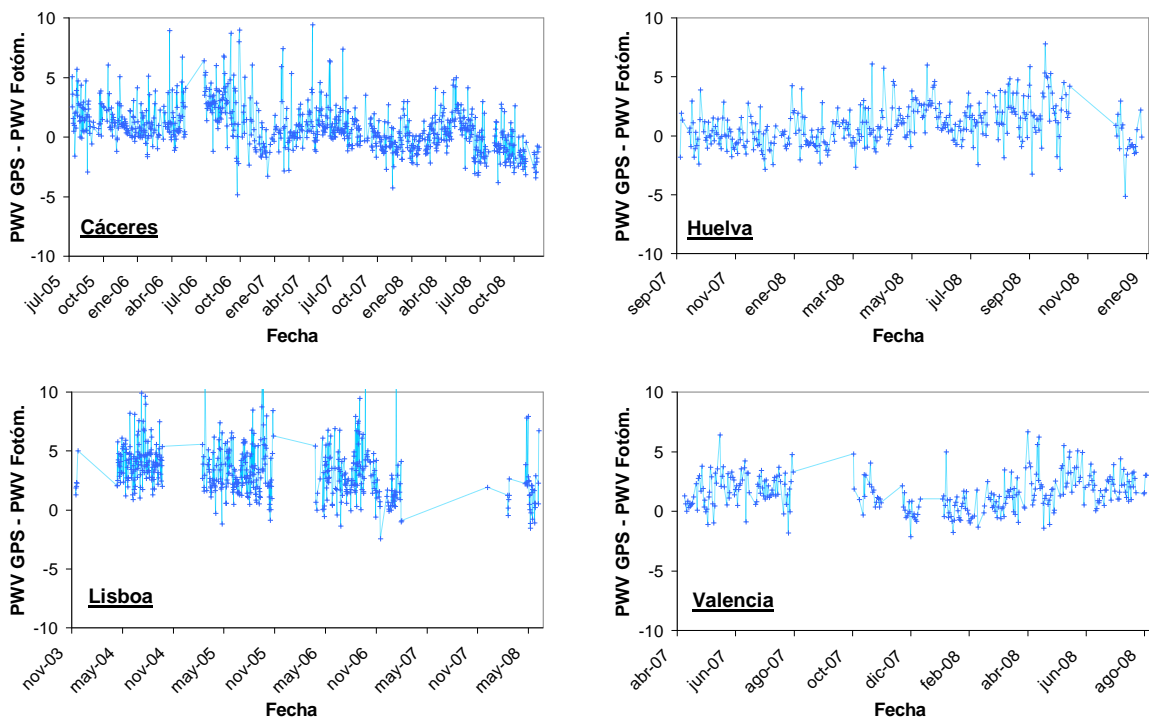 PWV GPS - PWV Fotóm.
10
5
0
-5
-10
Cáceres
jul-05
oct-05
ene-06
abr-06
jul-06
oct-06
ene-07
abr-07
jul-07
oct-07
ene-08
abr-08
jul-08
oct-08
Fecha
PWV GPS - PWV Fotóm.
10
5
0
-5
-10
Huelva
sep-07
nov-07
ene-08
mar-08
may-08
jul-08
sep-08
nov-08
ene-09
Fecha
PWV GPS - PWV Fotóm.
10
5
0
-5
-10
Lisboa
nov-03
may-04
nov-04
may-05
nov-05
may-06
nov-06
may-07
nov-07
may-08
Fecha
PWV GPS - PWV Fotóm.
10
5
0
-5
-10
Valencia
abr-07
jun-07
ago-07
oct-07
dic-07
feb-08
abr-08
jun-08
ago-08
Fecha